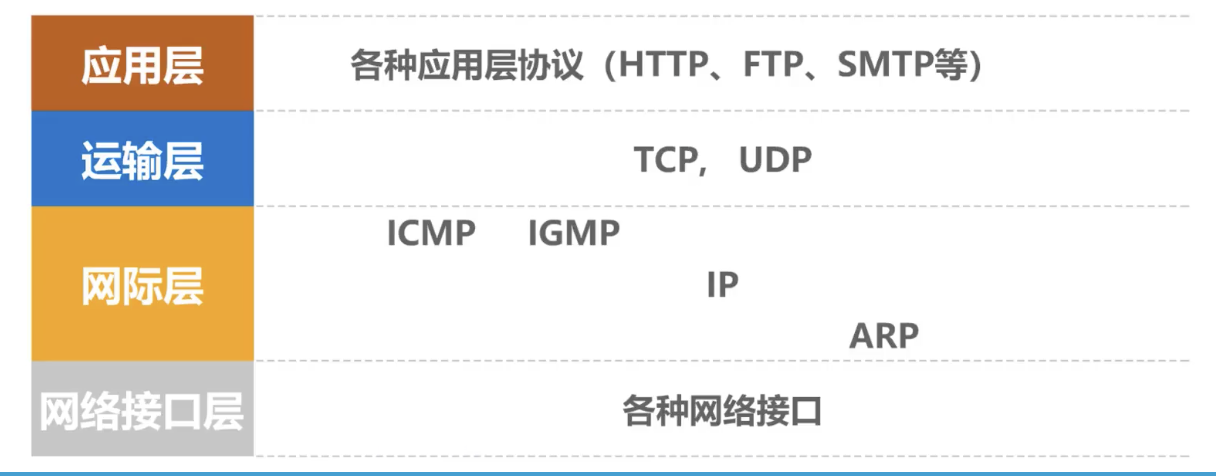 应用层 各种应用层协议（HTTP、FTP、SMTP等）
运输层 TCP, UDP
ICMP IGMP
网际层 IP
ARP
网络接口层 各种网络接口